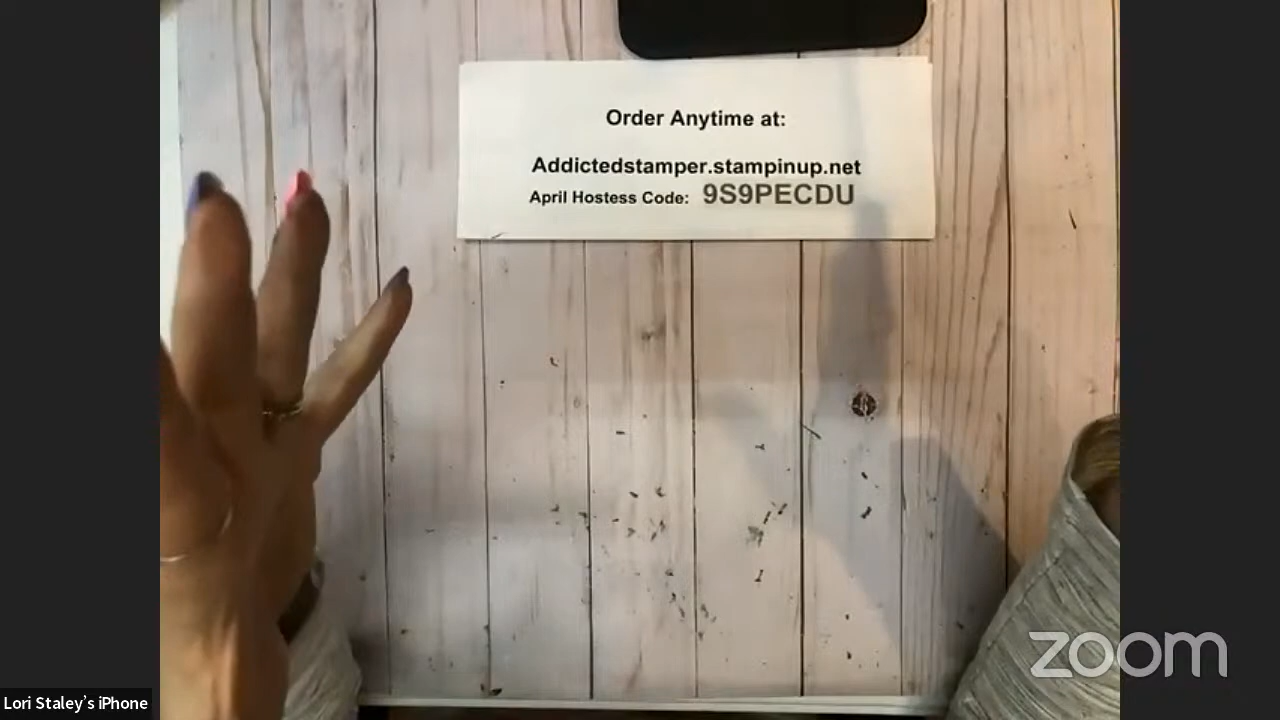 Order Anytime at:
Addictedstamper.stampinup.net
April Hostess Code: 9S9PECDU
zoom
Lori Staley's iPhone